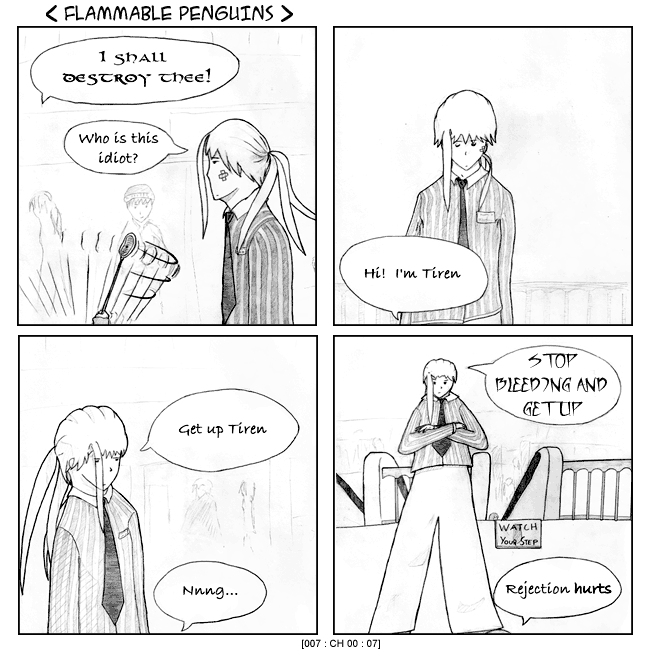 < FLAMMABLE PENGUINS >
I SHALL
DESTROY THEE!
Who is this
idiot?
Hi! I'm Tiren
Get up Tiren
Nnng...
STOP
BLEEDING AND
GET UP
WATCH
YOUR STEP
Rejection hurts
[007 : CH 00 : 07]